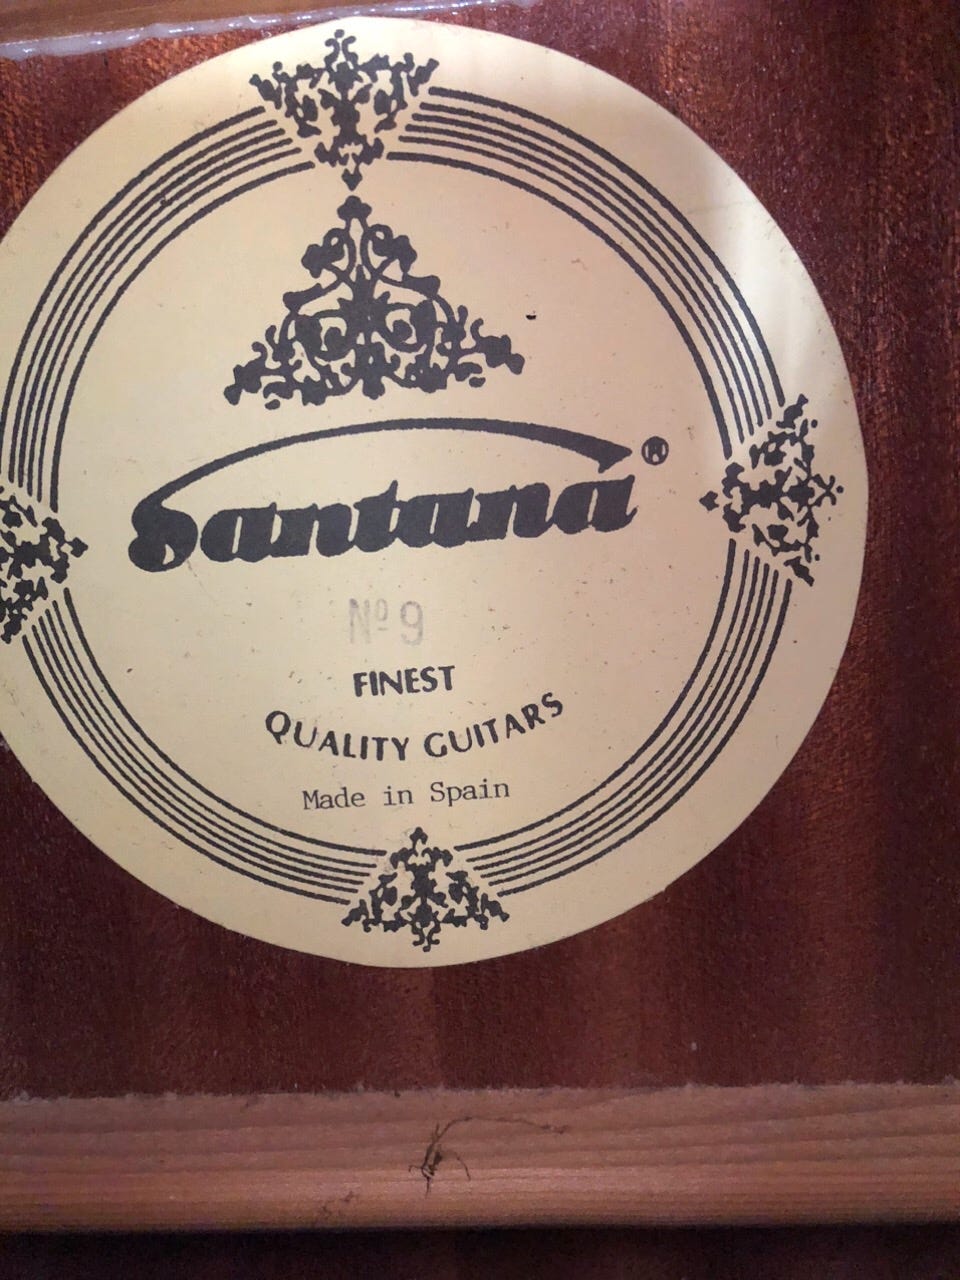 Santana®
Nº 9
FINEST
QUALITY GUITARS
Made in Spain